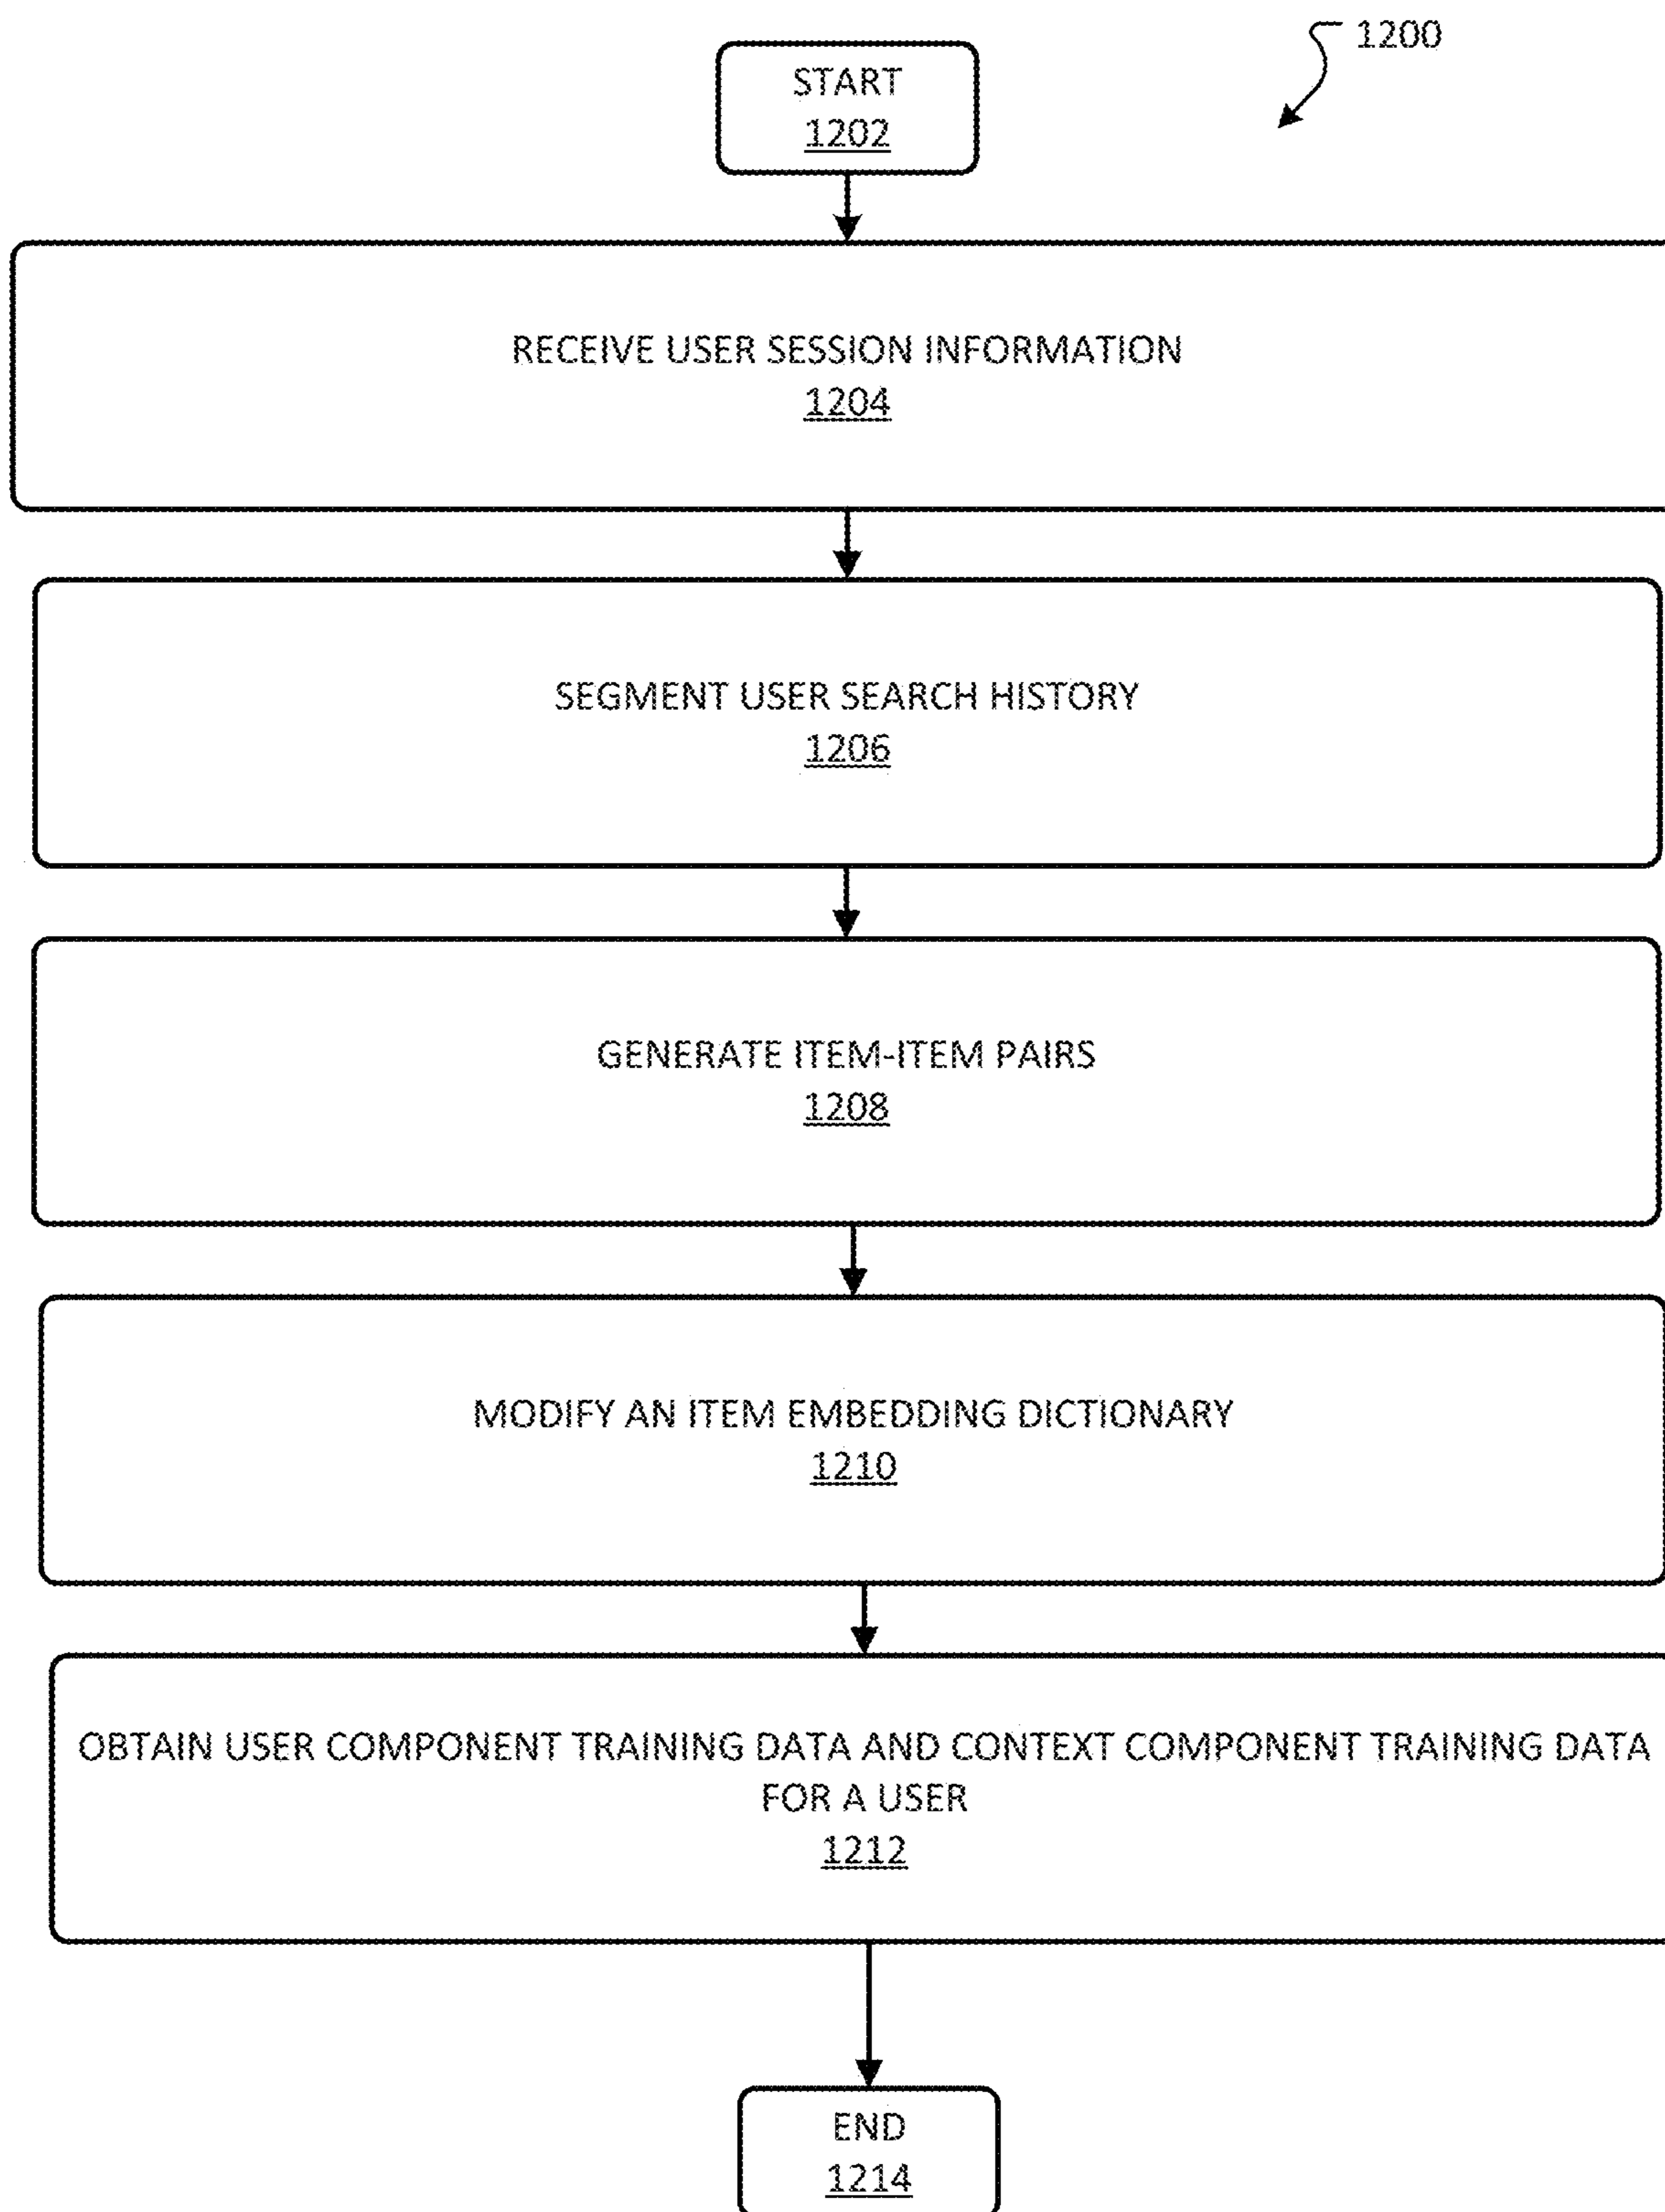 1200
START
1202
RECEIVE USER SESSION INFORMATION
1204
SEGMENT USER SEARCH HISTORY
1206
GENERATE ITEM-ITEM PAIRS
1208
MODIFY AN ITEM EMBEDDING DICTIONARY
1210
OBTAIN USER COMPONENT TRAINING DATA AND CONTEXT COMPONENT TRAINING DATA
FOR A USER
1212
END
1214